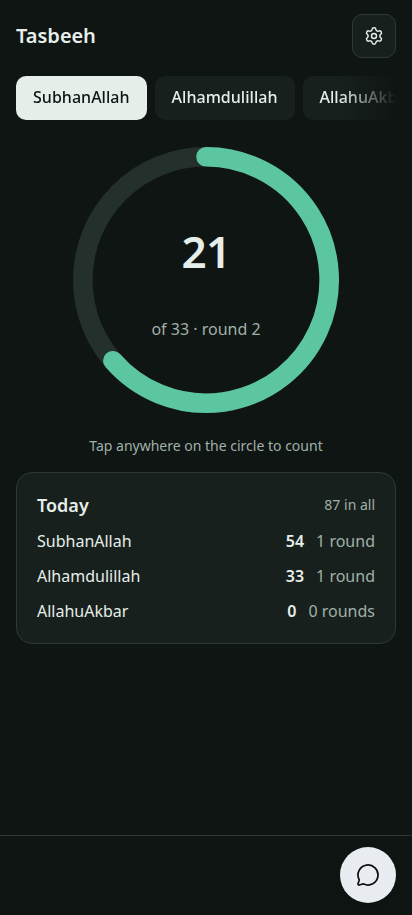 Tasbeeh
SubhanAllah Alhamdulillah AllahuAkb
21
of 33 · round 2
Tap anywhere on the circle to count
Today 87 in all
SubhanAllah 54 1 round
Alhamdulillah 33 1 round
AllahuAkbar 0 0 rounds